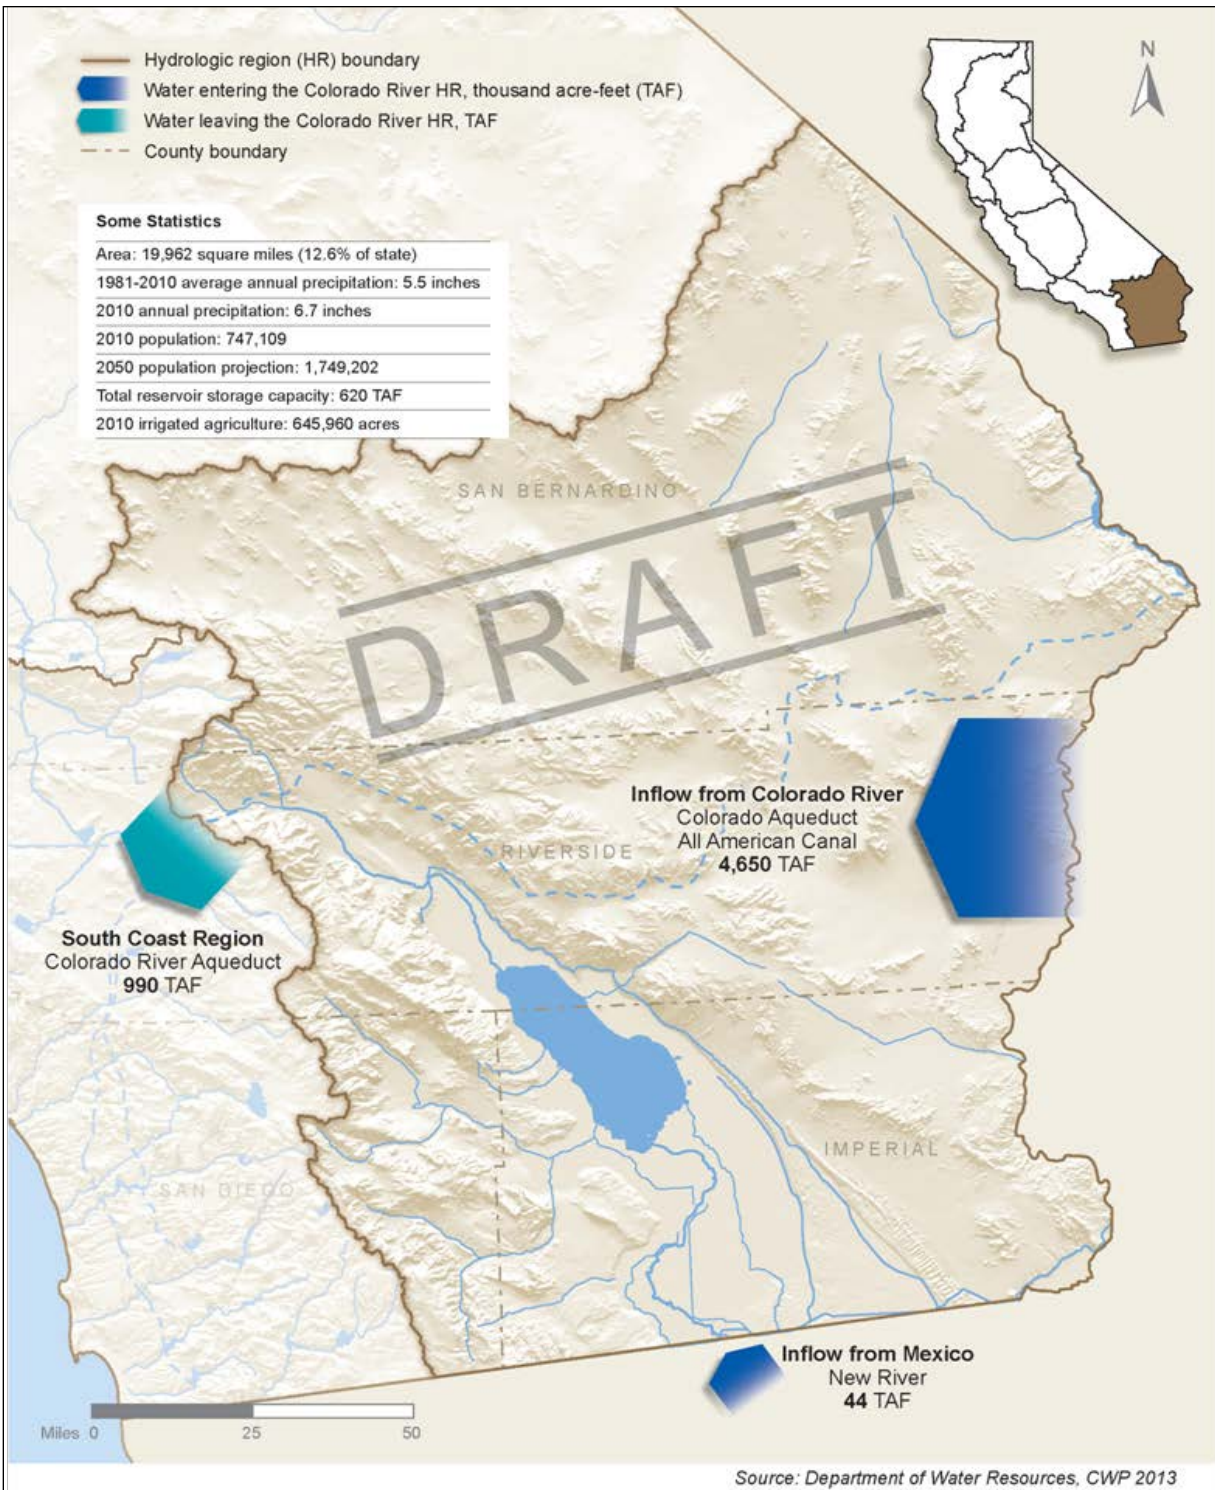 Hydrologic region (HR) boundary
Water entering the Colorado River HR, thousand acre-feet (TAF)
Water leaving the Colorado River HR, TAF
County boundary
N
Some Statistics
Area: 19,962 square miles (12.6% of state)
1981-2010 average annual precipitation: 5.5 inches
2010 annual precipitation: 6.7 inches
2010 population: 747,109
2050 population projection: 1,749,202
Total reservoir storage capacity: 620 TAF
2010 irrigated agriculture: 645,960 acres
SAN BERNARDINO
DRAFT
Inflow from Colorado River
Colorado Aqueduct
All American Canal
4,650 TAF
RIVERSIDE
South Coast Region
Colorado River Aqueduct
990 TAF
IMPERIAL
SAN DIEGO
Inflow from Mexico
New River
44 TAF
Miles 0 25 50
Source: Department of Water Resources, CWP 2013